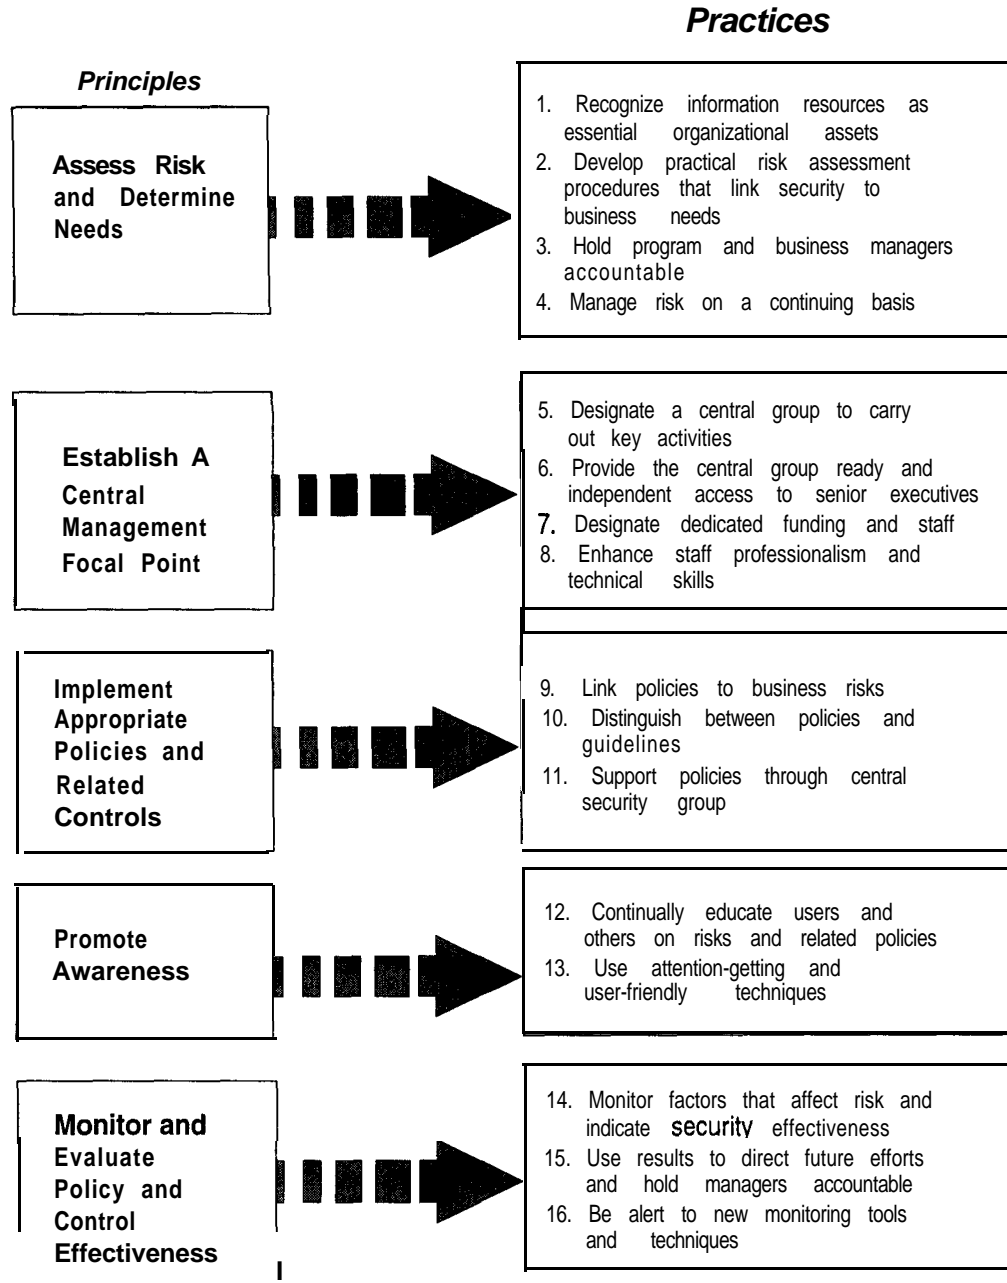 Practices
Principles
Assess Risk
and Determine
Needs
1. Recognize information resources as
essential organizational assets
2. Develop practical risk assessment
procedures that link security to
business needs
3. Hold program and business managers
accountable
4. Manage risk on a continuing basis
Establish A
Central
Management
Focal Point
5. Designate a central group to carry
out key activities
6. Provide the central group ready and
independent access to senior executives
7. Designate dedicated funding and staff
8. Enhance staff professionalism and
technical skills
Implement
Appropriate
Policies and
Related
Controls
9. Link policies to business risks
10. Distinguish between policies and
guidelines
11. Support policies through central
security group
Promote
Awareness
12. Continually educate users and
others on risks and related policies
13. Use attention-getting and
user-friendly techniques
Monitor and
Evaluate
Policy and
Control
Effectiveness
14. Monitor factors that affect risk and
indicate security effectiveness
15. Use results to direct future efforts
and hold managers accountable
16. Be alert to new monitoring tools
and techniques